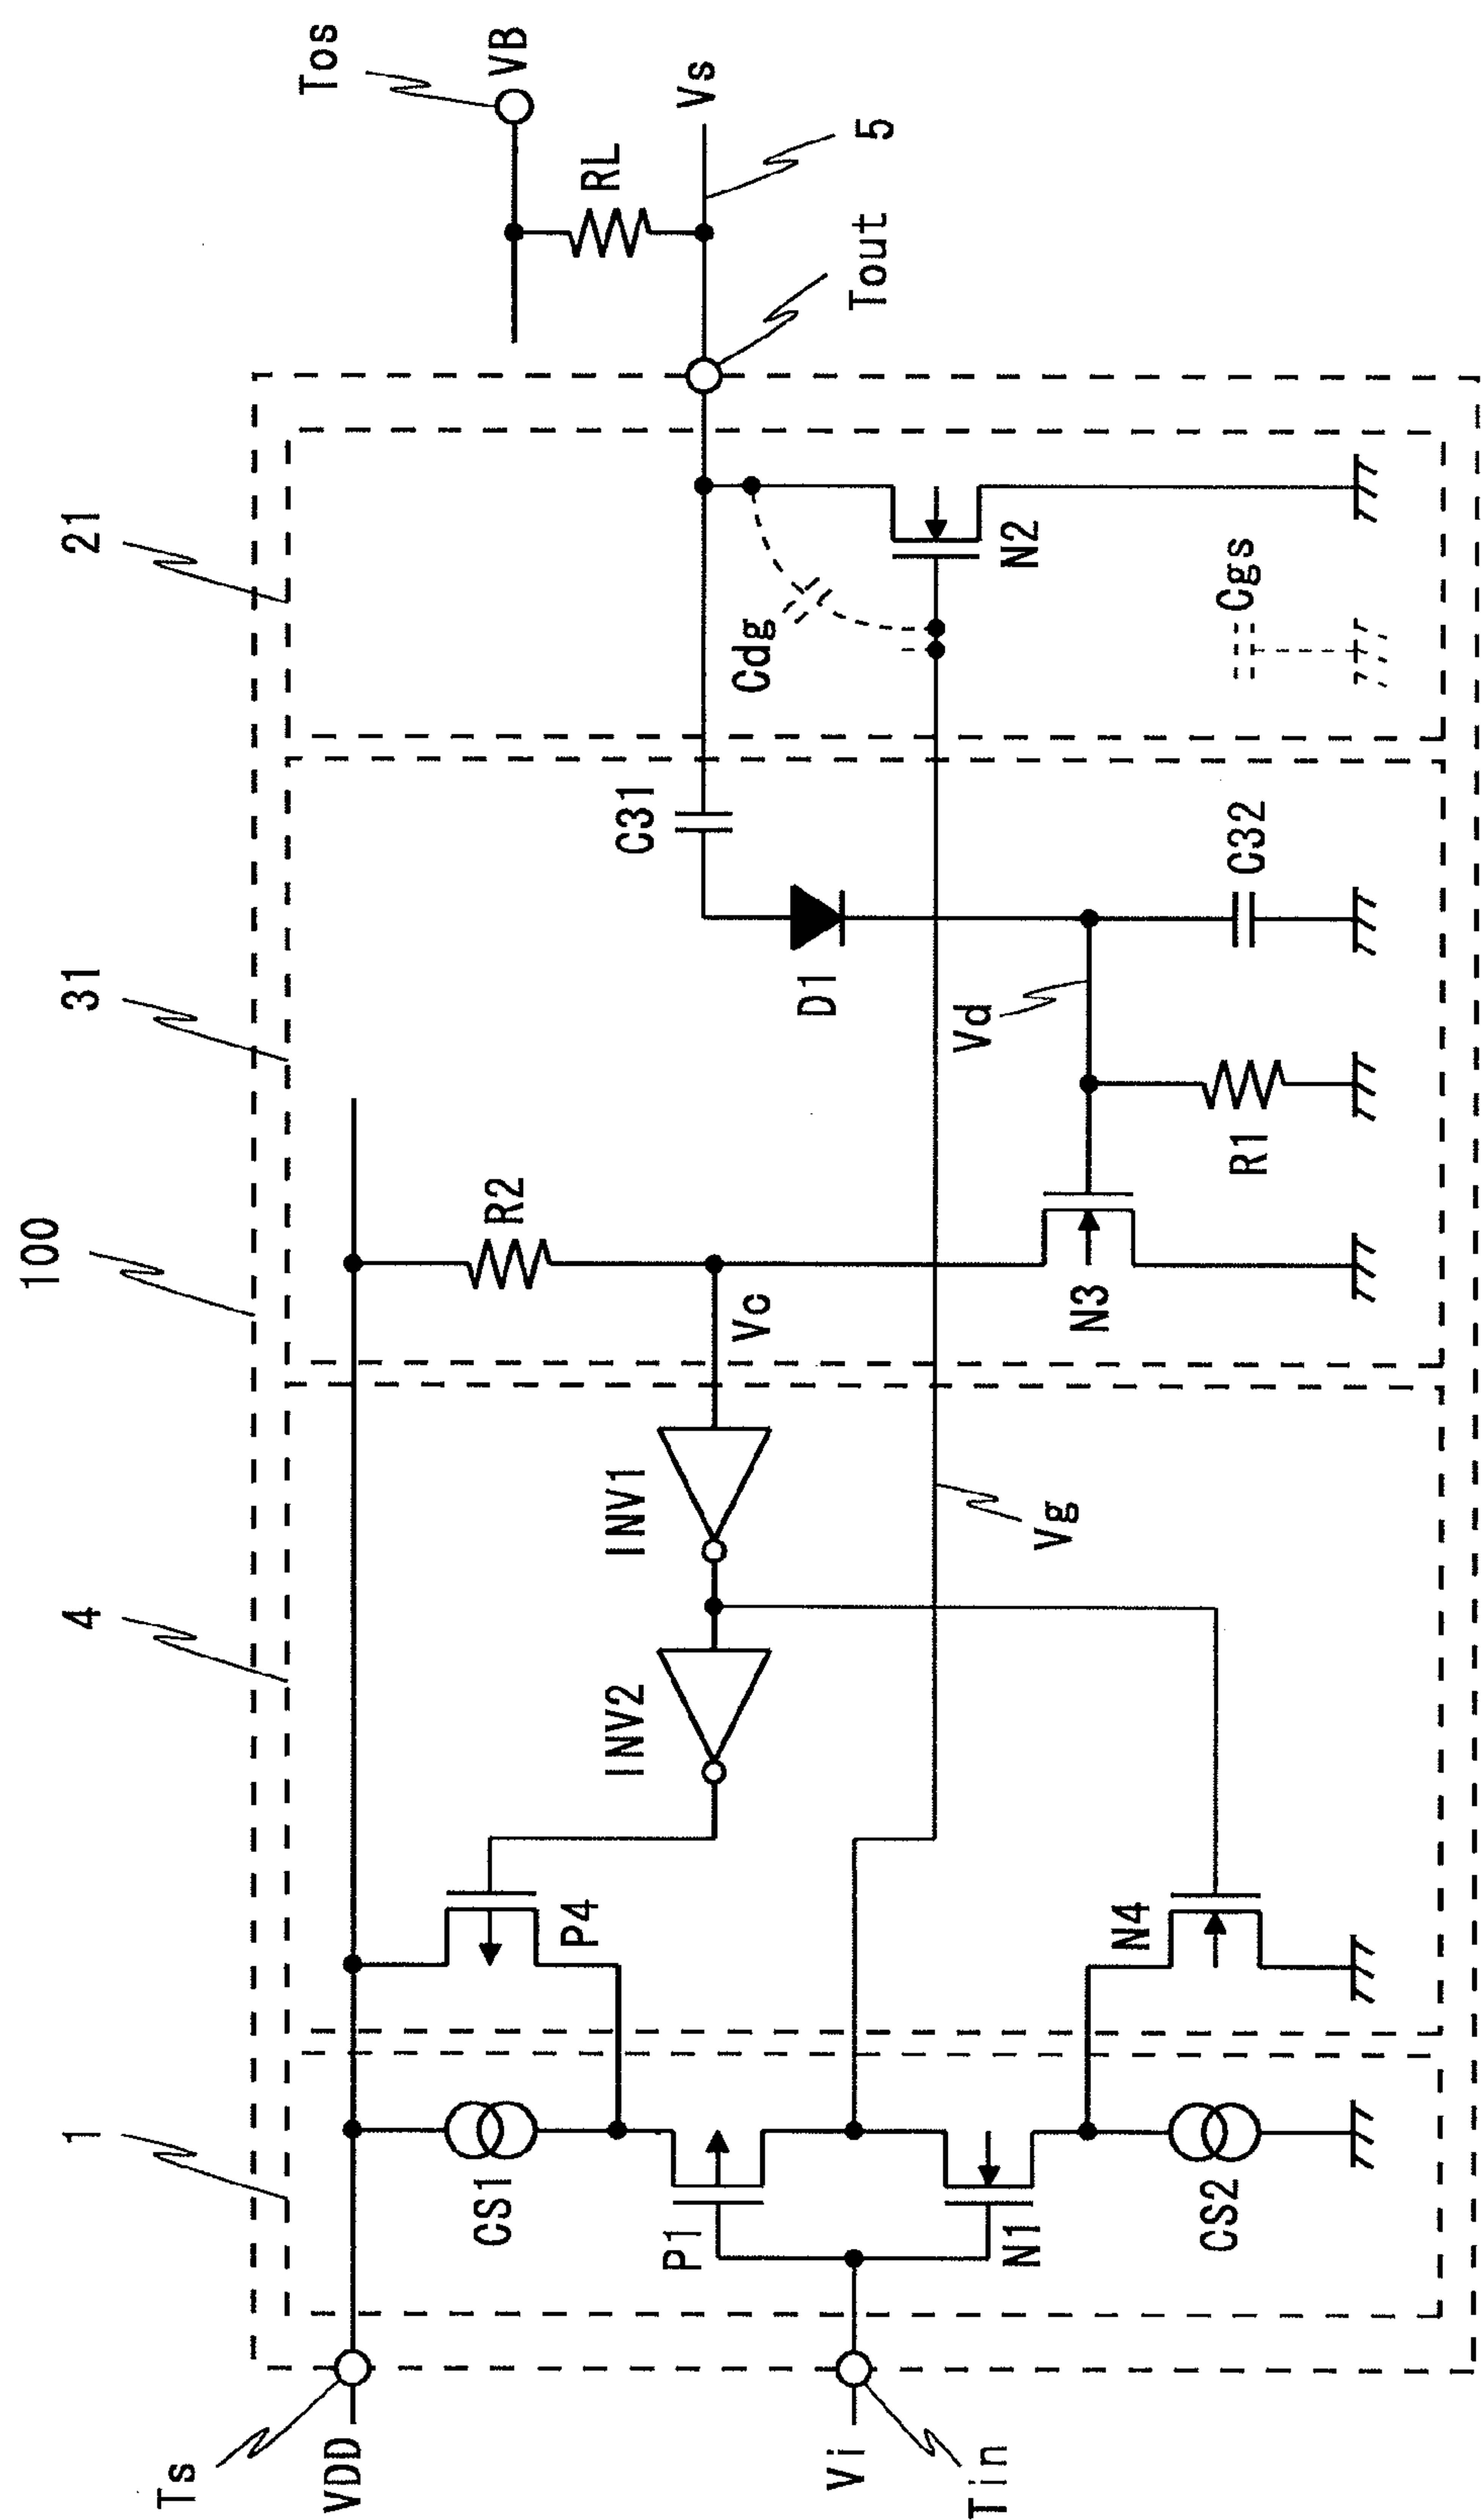 100
1
4
31
21
Ts
VDD
Vi
Tin
CS1
P1
N1
CS2
P4
N4
INV2
INV1
Vg
R2
Vc
N3
R1
Vd
D1
C31
C32
Cdg
N2
Cgs
Tos
VB
RL
Vs
5
Tout